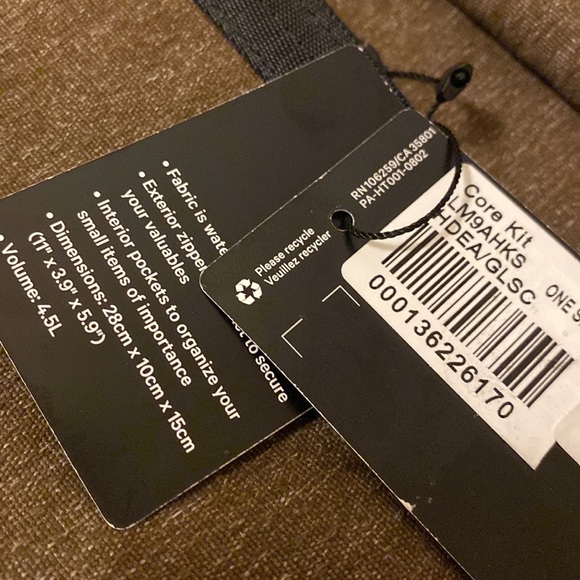 • Fabric is
• Exterior
your valuables
to secure
• Interior pockets to organize your
small items of importance
• Dimensions: 28cm x 10cm x 15cm
(11" x 3.9" x 5.9")
• Volume: 4.5L
RN106259/CA 35801
PA-HT001-0802
Please recycle
Veuillez recycler
Core Kit
LM9AHKS
HDEA/GLSC
ONE
000136226170